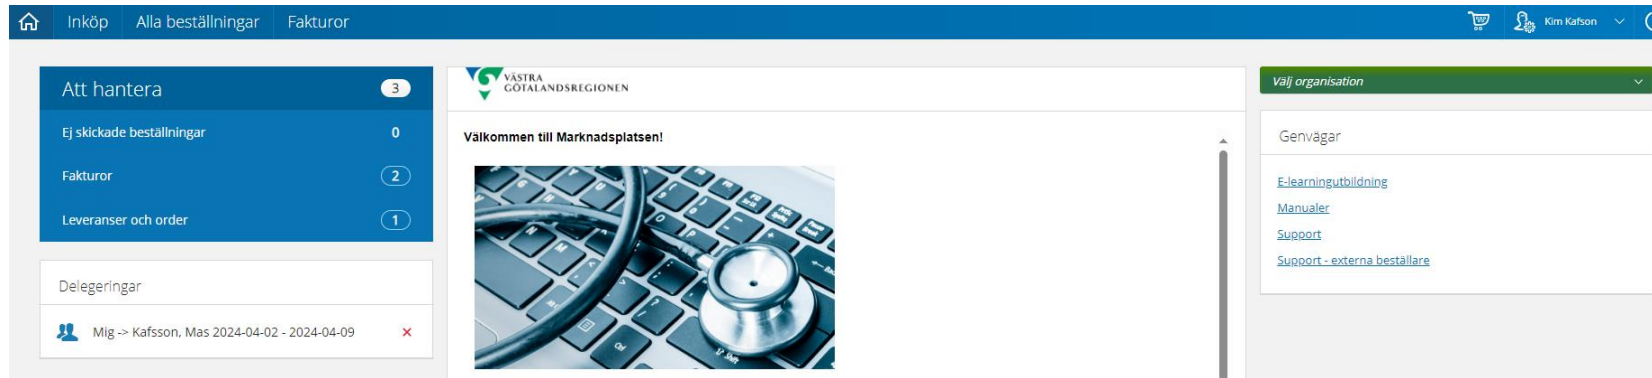 Inköp Alla beställningar Fakturor Kim Kafson
Att hantera 3
Ej skickade beställningar 0
Fakturor 2
Leveranser och order 1
Delegeringar
Mig -> Kafsson, Mas 2024-04-02 - 2024-04-09
VÄSTRA
GÖTALANDSREGIONEN
Välkommen till Marknadsplatsen!
Välj organisation
Genvägar
E-learningutbildning
Manualer
Support
Support - externa beställare